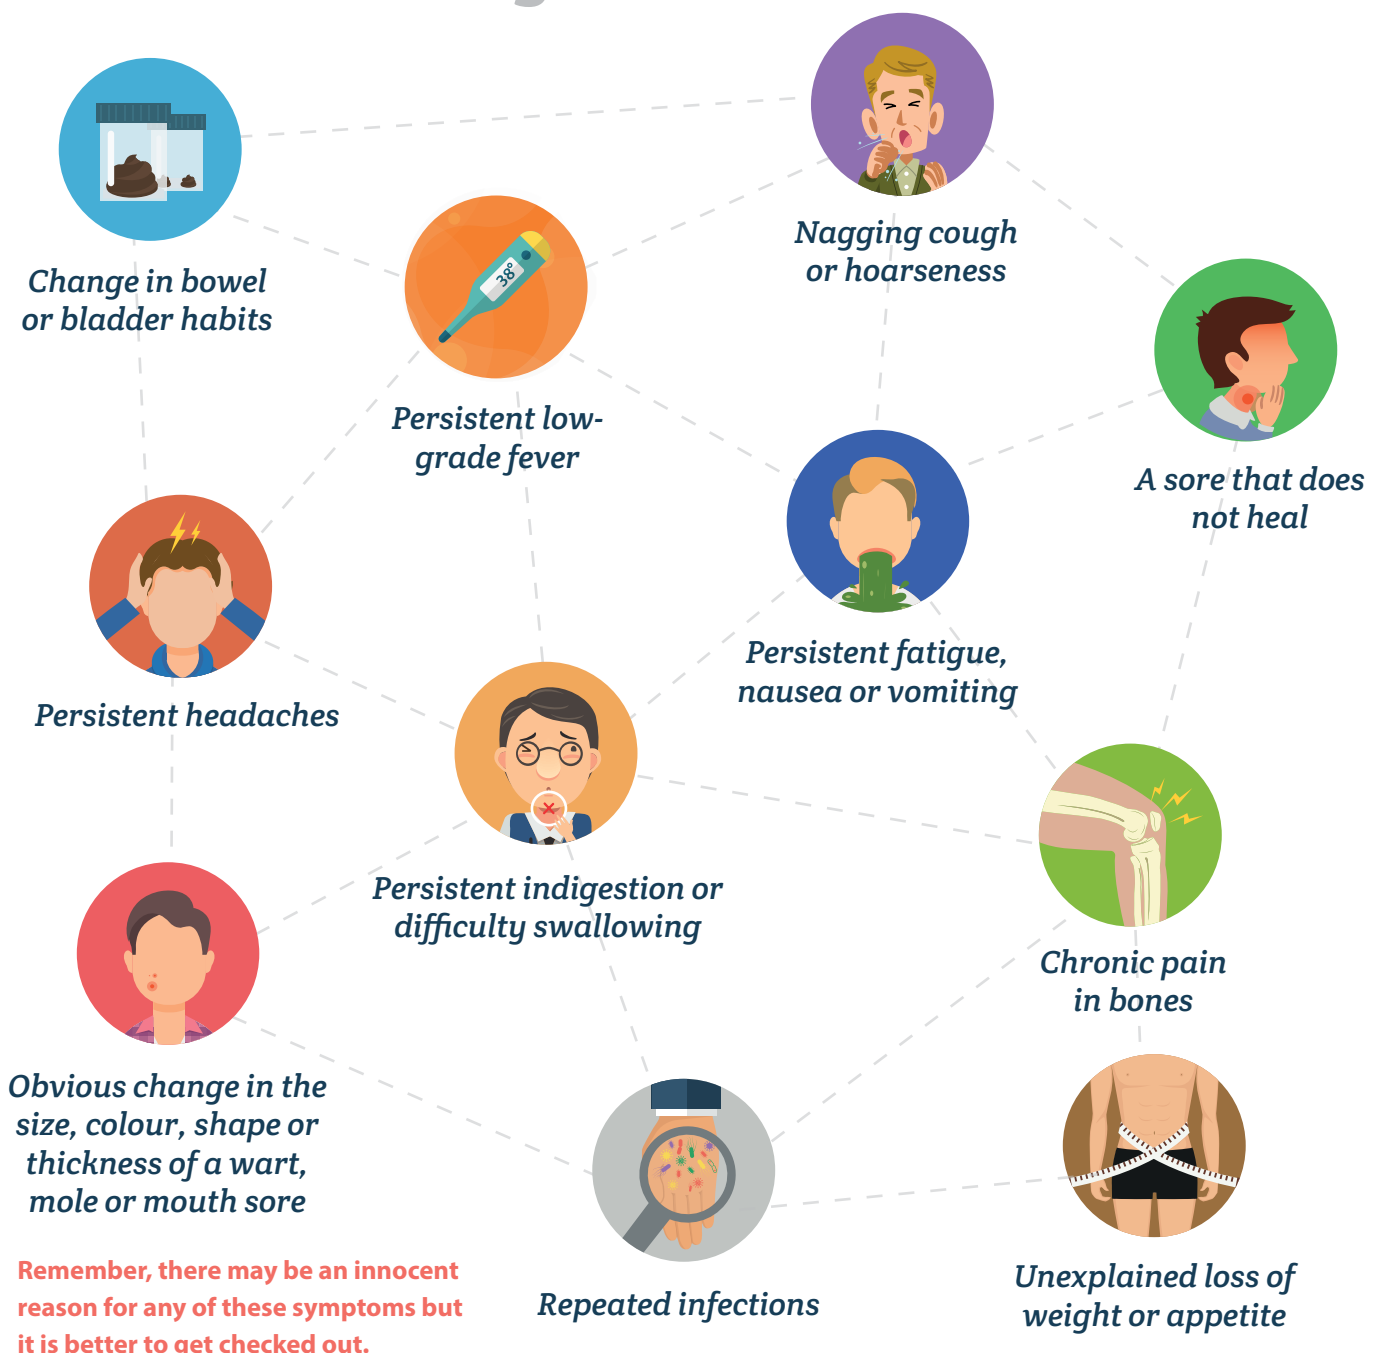 Change in bowel
or bladder habits
38°
Nagging cough
or hoarseness
Persistent low-
grade fever
A sore that does
not heal
Persistent fatigue,
nausea or vomiting
Persistent headaches
Persistent indigestion or
difficulty swallowing
Chronic pain
in bones
Obvious change in the
size, colour, shape or
thickness of a wart,
mole or mouth sore
Repeated infections
Unexplained loss of
weight or appetite
Remember, there may be an innocent
reason for any of these symptoms but
it is better to get checked out.